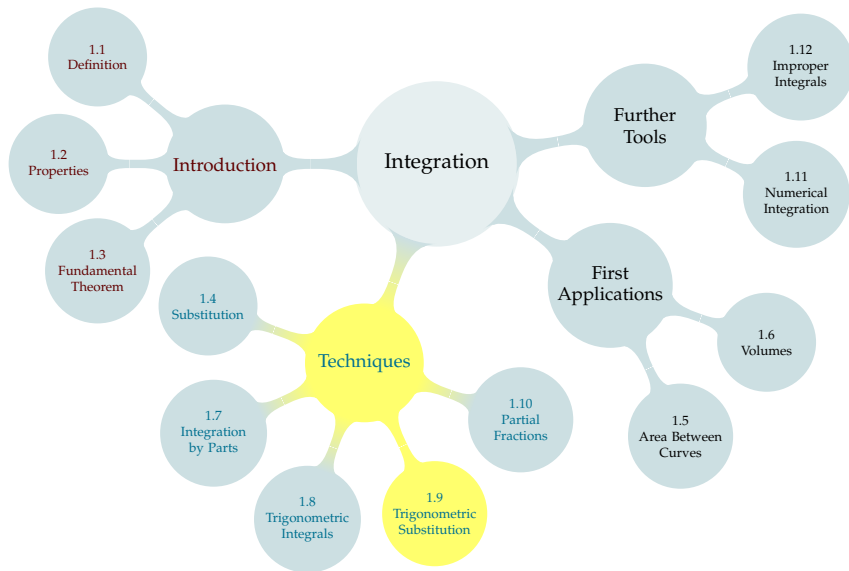 Integration
Introduction
1.1
Definition
1.2
Properties
1.3
Fundamental
Theorem
Techniques
1.4
Substitution
1.7
Integration
by Parts
1.8
Trigonometric
Integrals
1.9
Trigonometric
Substitution
1.10
Partial
Fractions
First
Applications
1.5
Area Between
Curves
1.6
Volumes
Further
Tools
1.11
Numerical
Integration
1.12
Improper
Integrals